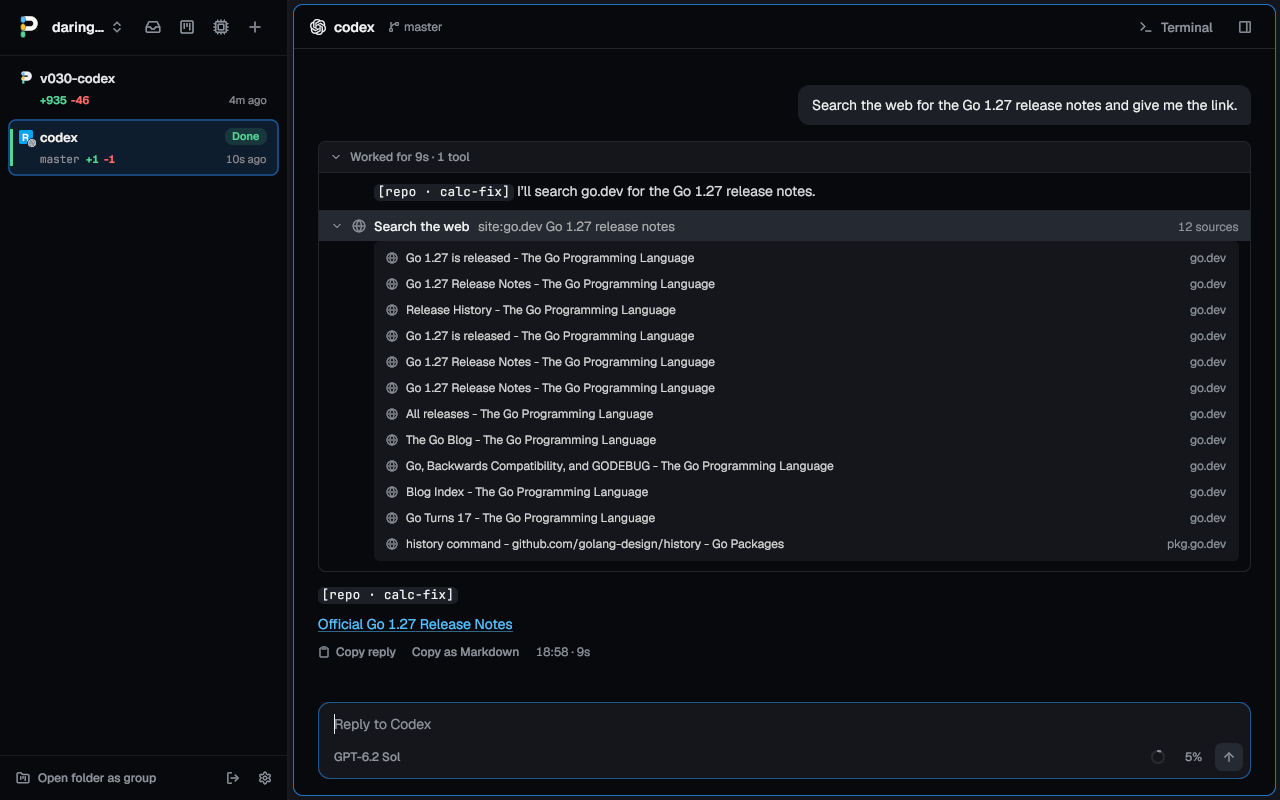 daring...
v030-codex
+935 -46 4m ago
codex Done
master +1 -1 10s ago
Open folder as group
codex master Terminal
Search the web for the Go 1.27 release notes and give me the link.
Worked for 9s · 1 tool
[repo · calc-fix] I'll search go.dev for the Go 1.27 release notes.
Search the web site:go.dev Go 1.27 release notes 12 sources
Go 1.27 is released - The Go Programming Language go.dev
Go 1.27 Release Notes - The Go Programming Language go.dev
Release History - The Go Programming Language go.dev
Go 1.27 is released - The Go Programming Language go.dev
Go 1.27 Release Notes - The Go Programming Language go.dev
Go 1.27 Release Notes - The Go Programming Language go.dev
All releases - The Go Programming Language go.dev
The Go Blog - The Go Programming Language go.dev
Go, Backwards Compatibility, and GODEBUG - The Go Programming Language go.dev
Blog Index - The Go Programming Language go.dev
Go Turns 17 - The Go Programming Language go.dev
history command - github.com/golang-design/history - Go Packages pkg.go.dev
[repo · calc-fix]
Official Go 1.27 Release Notes
Copy reply Copy as Markdown 18:58 · 9s
Reply to Codex
GPT-6.2 Sol 5%